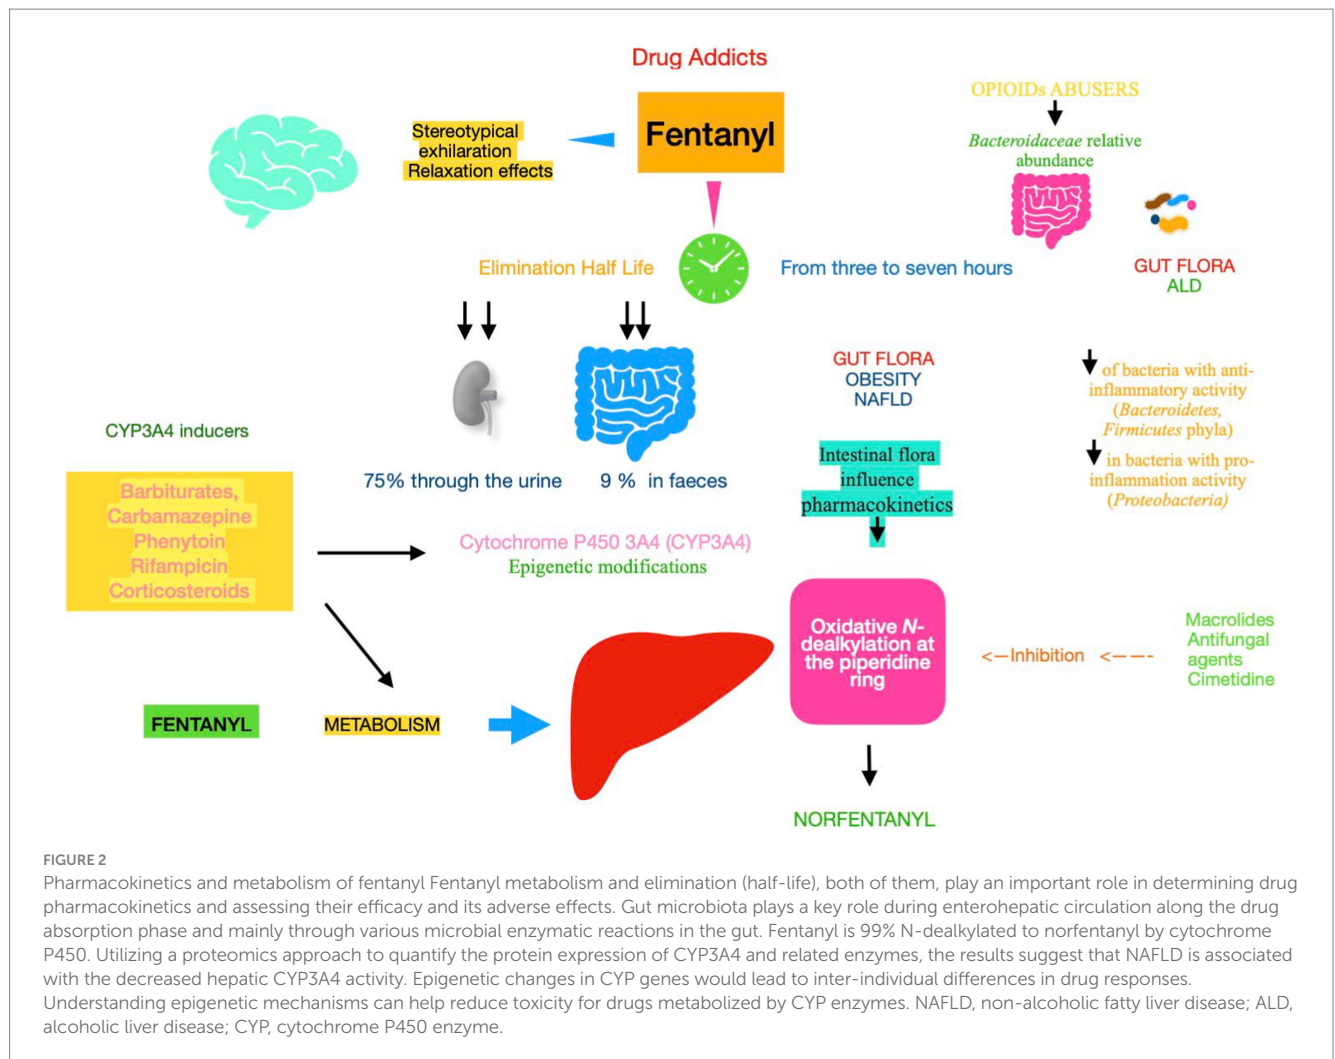 Drug Addicts
Fentanyl
Stereotypical
exhilaration
Relaxation effects
OPIOIDs ABUSERS
Bacteroidaceae relative
abundance
Elimination Half Life
From three to seven hours
GUT FLORA
ALD
75% through the urine
9 % in faeces
GUT FLORA
OBESITY
NAFLD
of bacteria with anti-
inflammatory activity
(Bacteroidetes,
Firmicutes phyla)
in bacteria with pro-
inflammation activity
(Proteobacteria)
CYP3A4 inducers
Barbiturates,
Carbamazepine
Phenytoin
Rifampicin
Corticosteroids
Cytochrome P450 3A4 (CYP3A4)
Epigenetic modifications
Intestinal flora
influence
pharmacokinetics
Oxidative N-
dealkylation at
the piperidine
ring
<—Inhibition <–––
Macrolides
Antifungal
agents
Cimetidine
FENTANYL
METABOLISM
NORFENTANYL
FIGURE 2
Pharmacokinetics and metabolism of fentanyl Fentanyl metabolism and elimination (half-life), both of them, play an important role in determining drug
pharmacokinetics and assessing their efficacy and its adverse effects. Gut microbiota plays a key role during enterohepatic circulation along the drug
absorption phase and mainly through various microbial enzymatic reactions in the gut. Fentanyl is 99% N-dealkylated to norfentanyl by cytochrome
P450. Utilizing a proteomics approach to quantify the protein expression of CYP3A4 and related enzymes, the results suggest that NAFLD is associated
with the decreased hepatic CYP3A4 activity. Epigenetic changes in CYP genes would lead to inter-individual differences in drug responses.
Understanding epigenetic mechanisms can help reduce toxicity for drugs metabolized by CYP enzymes. NAFLD, non-alcoholic fatty liver disease; ALD,
alcoholic liver disease; CYP, cytochrome P450 enzyme.